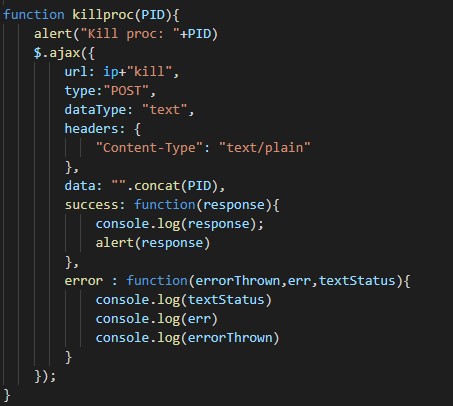 function killproc(PID){
    alert("Kill proc: "+PID)
    $.ajax({
        url: ip+"kill",
        type:"POST",
        dataType: "text",
        headers: {
            "Content-Type": "text/plain"
        },
        data: "".concat(PID),
        success: function(response){
            console.log(response);
            alert(response)
        },
        error : function(errorThrown,err,textStatus){
            console.log(textStatus)
            console.log(err)
            console.log(errorThrown)
        }
    });
}